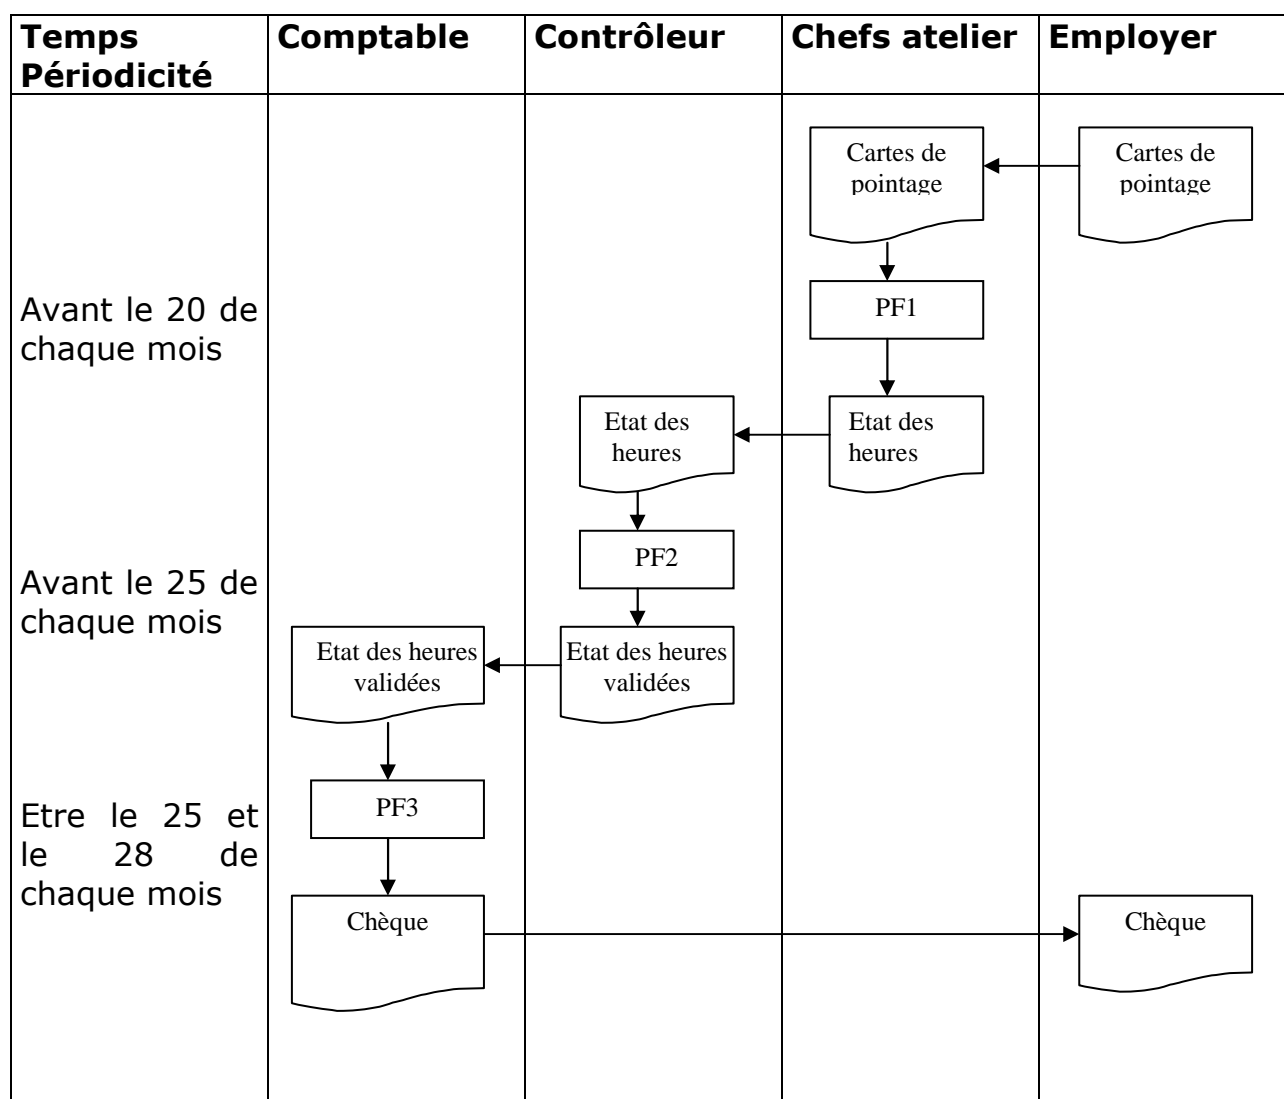 Temps
Périodicité
Comptable
Contrôleur
Chefs atelier
Employer
Cartes de
pointage
Cartes de
pointage
Avant le 20 de
chaque mois
PF1
Etat des
heures
Etat des
heures
Avant le 25 de
chaque mois
PF2
Etat des heures
validées
Etat des heures
validées
Etre le 25 et
le 28 de
chaque mois
PF3
Chèque
Chèque